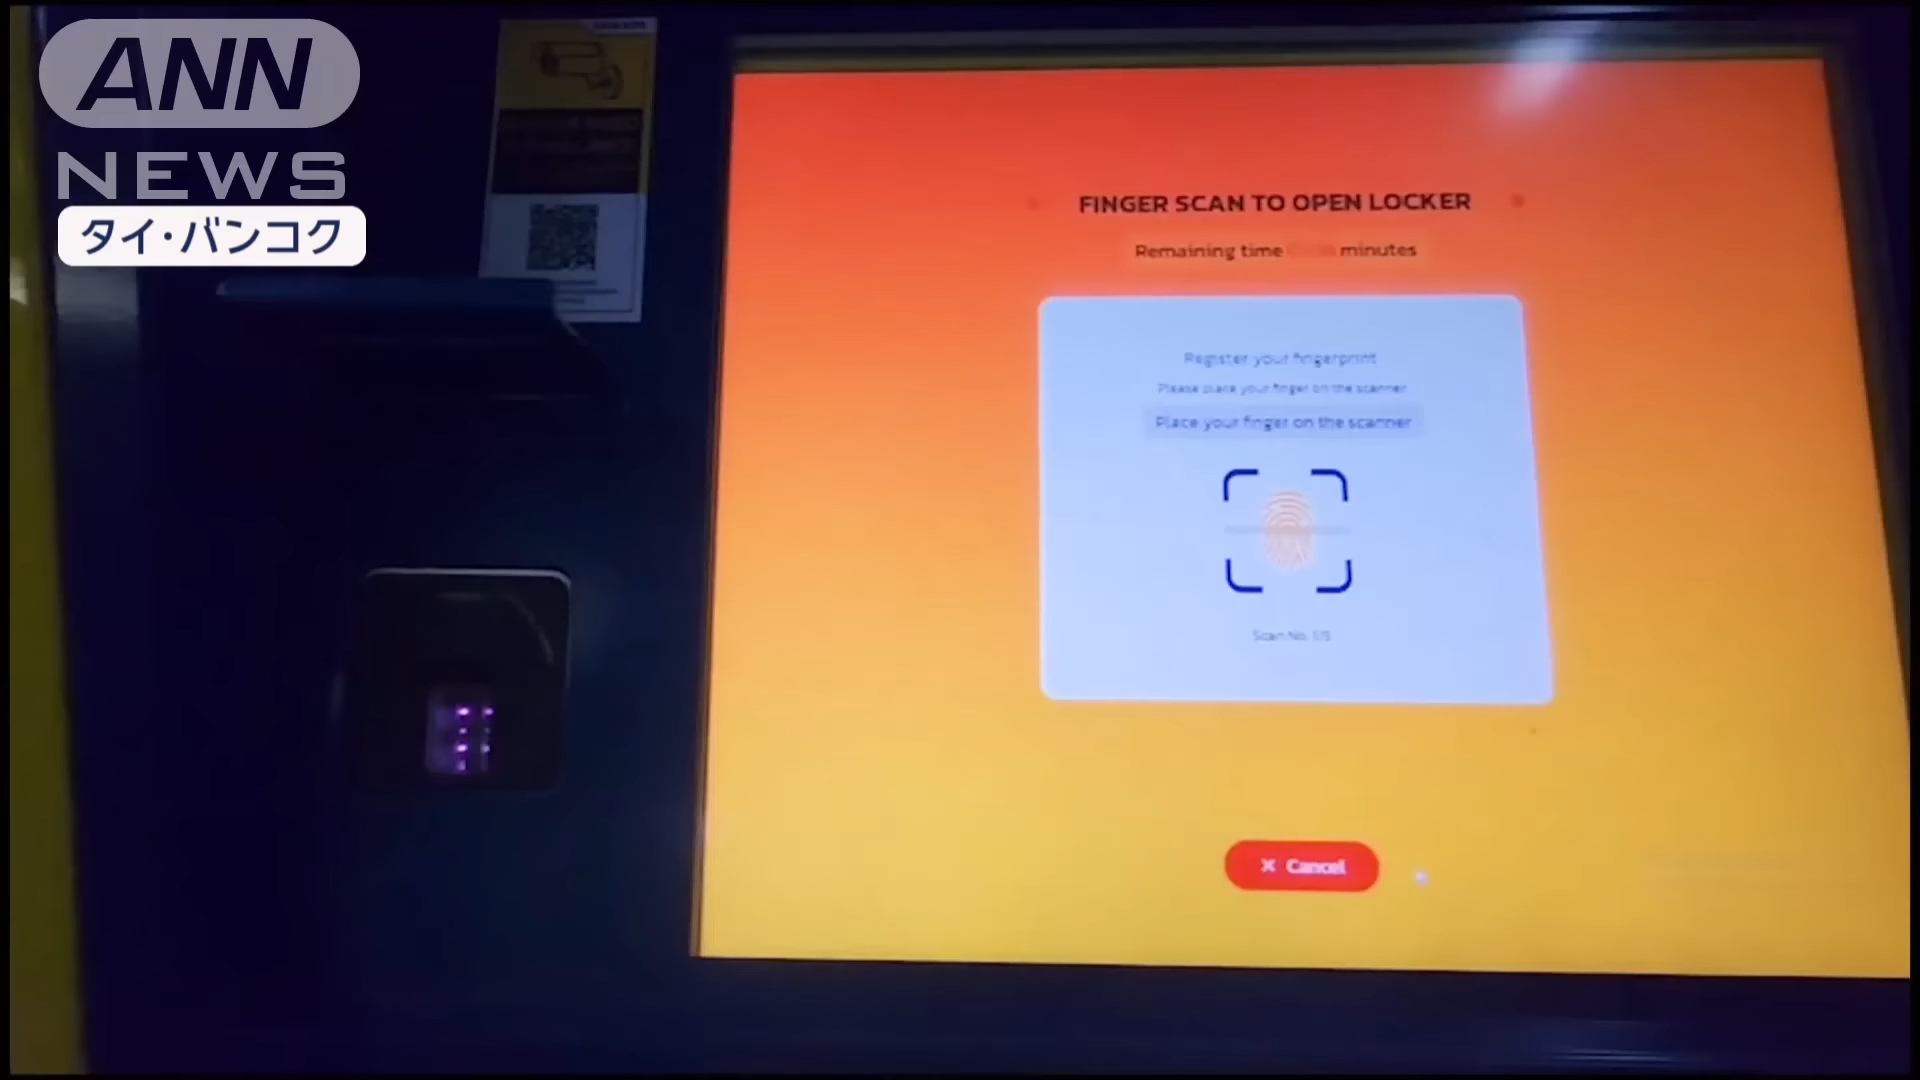 ANN
NEWS
タイ・バンコク
FINGER SCAN TO OPEN LOCKER
Remaining time minutes
Register your fingerprint
Please place your finger on the scanner
Place your finger on the scanner
Scan No. 1/5
× Cancel